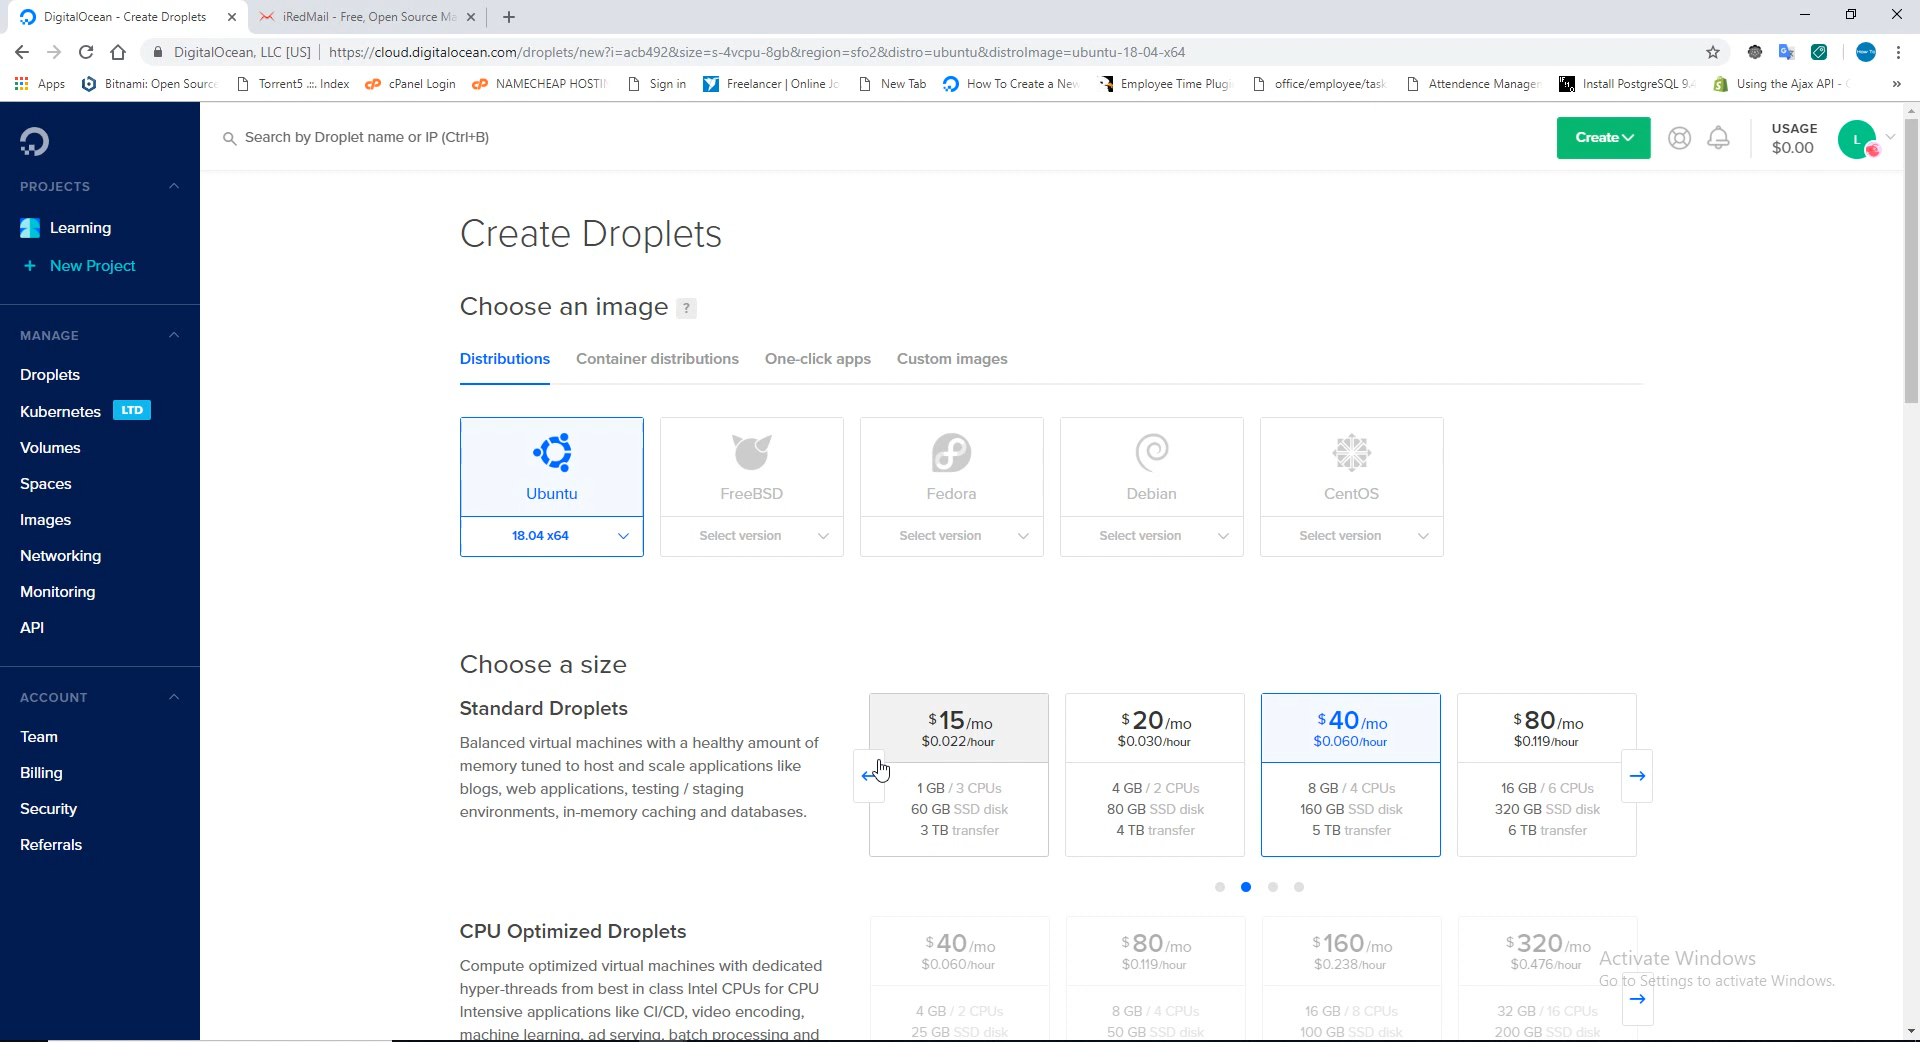 DigitalOcean - Create Droplets
iRedMail - Free, Open Source Ma
DigitalOcean, LLC [US]
https://cloud.digitalocean.com/droplets/new?i=acb492&size=s-4vcpu-8gb&region=sfo2&distro=ubuntu&distroImage=ubuntu-18-04-x64
Apps
Bitnami: Open Source
Torrent5 .::. Index
cPanel Login
NAMECHEAP HOSTIN
Sign in
Freelancer | Online Jo
New Tab
How To Create a New
Employee Time Plugi
office/employee/task
Attendence Manager
Install PostgreSQL 9.4
Using the Ajax API -
Search by Droplet name or IP (Ctrl+B)
Create
USAGE
$0.00
L
PROJECTS
Learning
+ New Project
MANAGE
Droplets
Kubernetes LTD
Volumes
Spaces
Images
Networking
Monitoring
API
ACCOUNT
Team
Billing
Security
Referrals
Create Droplets
Choose an image ?
Distributions Container distributions One-click apps Custom images
Ubuntu
18.04 x64
FreeBSD
Select version
Fedora
Select version
Debian
Select version
CentOS
Select version
Choose a size
Standard Droplets
Balanced virtual machines with a healthy amount of
memory tuned to host and scale applications like
blogs, web applications, testing / staging
environments, in-memory caching and databases.
$15/mo
$0.022/hour
1 GB / 3 CPUs
60 GB SSD disk
3 TB transfer
$20/mo
$0.030/hour
4 GB / 2 CPUs
80 GB SSD disk
4 TB transfer
$40/mo
$0.060/hour
8 GB / 4 CPUs
160 GB SSD disk
5 TB transfer
$80/mo
$0.119/hour
16 GB / 6 CPUs
320 GB SSD disk
6 TB transfer
CPU Optimized Droplets
Compute optimized virtual machines with dedicated
hyper-threads from best in class Intel CPUs for CPU
Intensive applications like CI/CD, video encoding,
machine learning, ad serving, batch processing and
$40/mo
$0.060/hour
4 GB / 2 CPUs
25 GB SSD disk
$80/mo
$0.119/hour
8 GB / 4 CPUs
50 GB SSD disk
$160/mo
$0.238/hour
16 GB / 8 CPUs
100 GB SSD disk
$320/mo
$0.476/hour
32 GB / 16 CPUs
200 GB SSD disk
Activate Windows
Go to Settings to activate Windows.